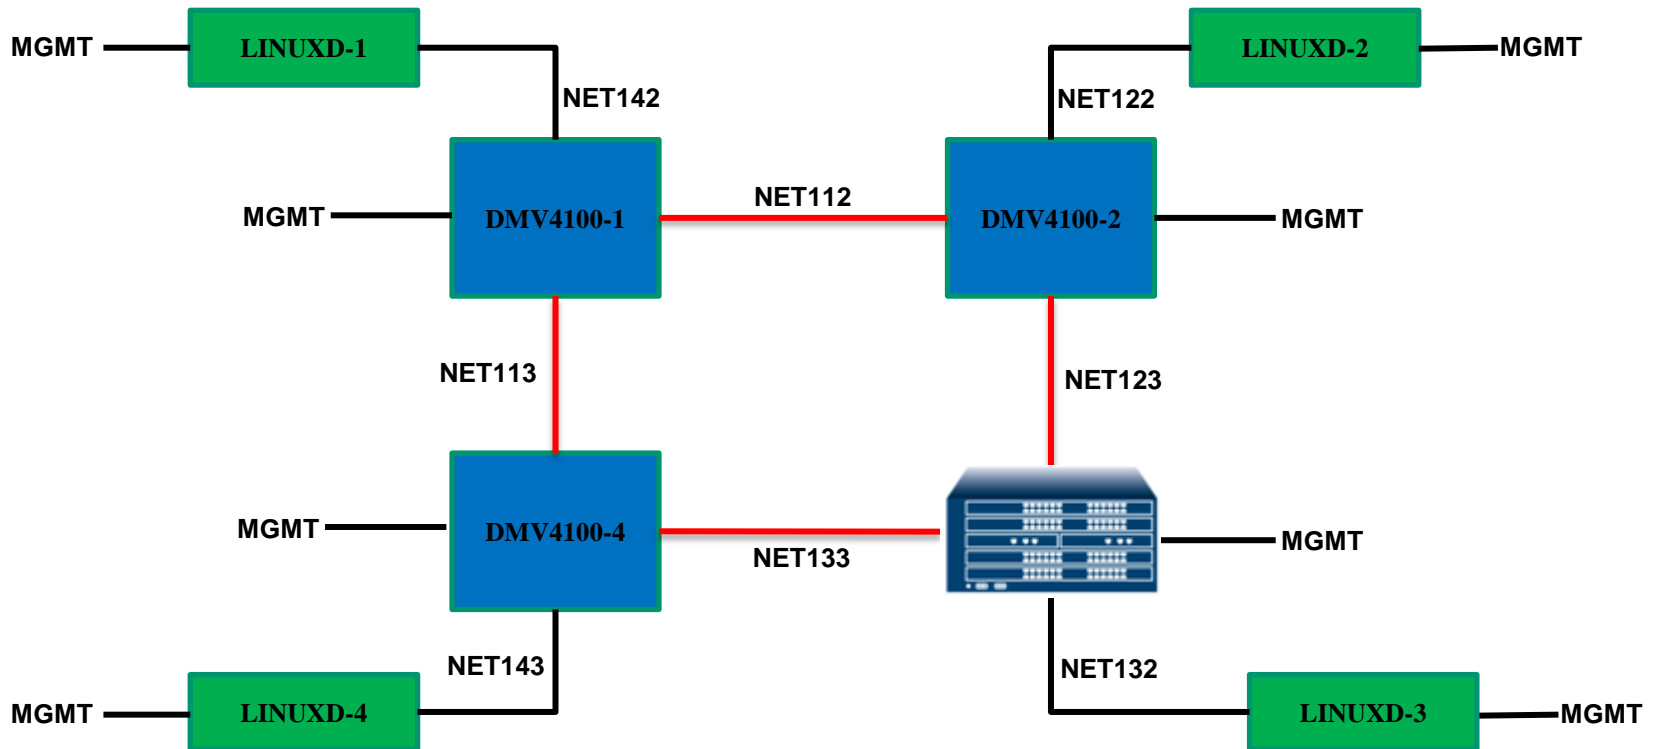 MGMT
LINUXD-1
LINUXD-2
MGMT
NET142
NET122
MGMT
DMV4100-1
NET112
DMV4100-2
MGMT
NET113
NET123
MGMT
DMV4100-4
NET133
MGMT
NET143
NET132
MGMT
LINUXD-4
LINUXD-3
MGMT